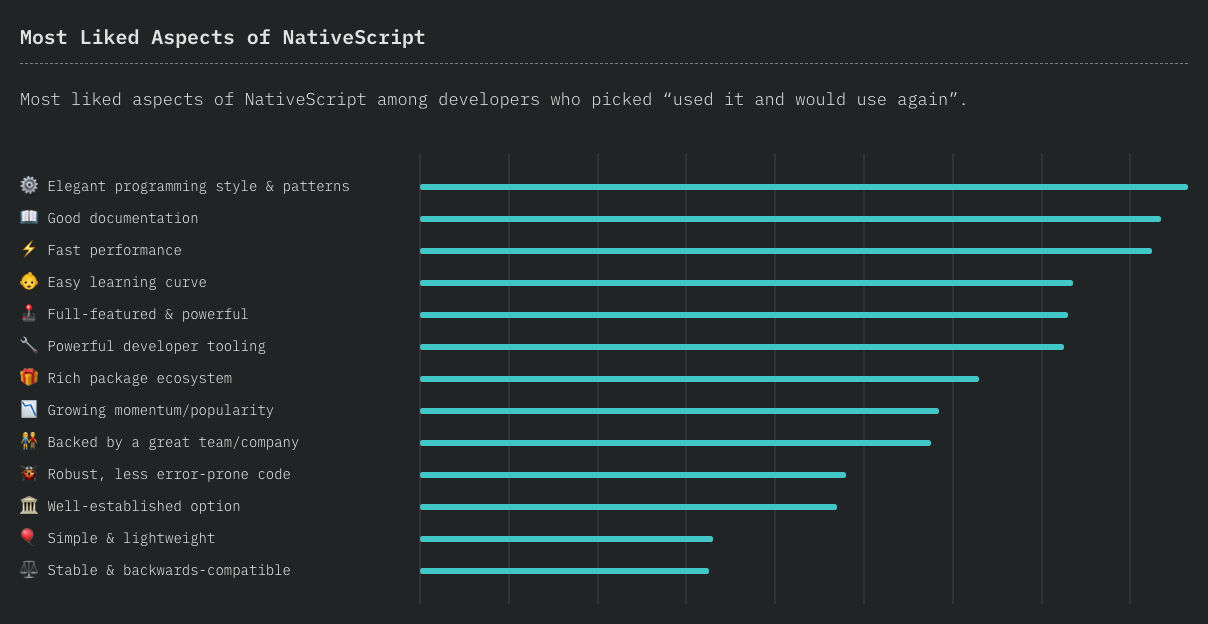 Most Liked Aspects of NativeScript
Most liked aspects of NativeScript among developers who picked “used it and would use again”.
Elegant programming style & patterns
Good documentation
Fast performance
Easy learning curve
Full-featured & powerful
Powerful developer tooling
Rich package ecosystem
Growing momentum/popularity
Backed by a great team/company
Robust, less error-prone code
Well-established option
Simple & lightweight
Stable & backwards-compatible